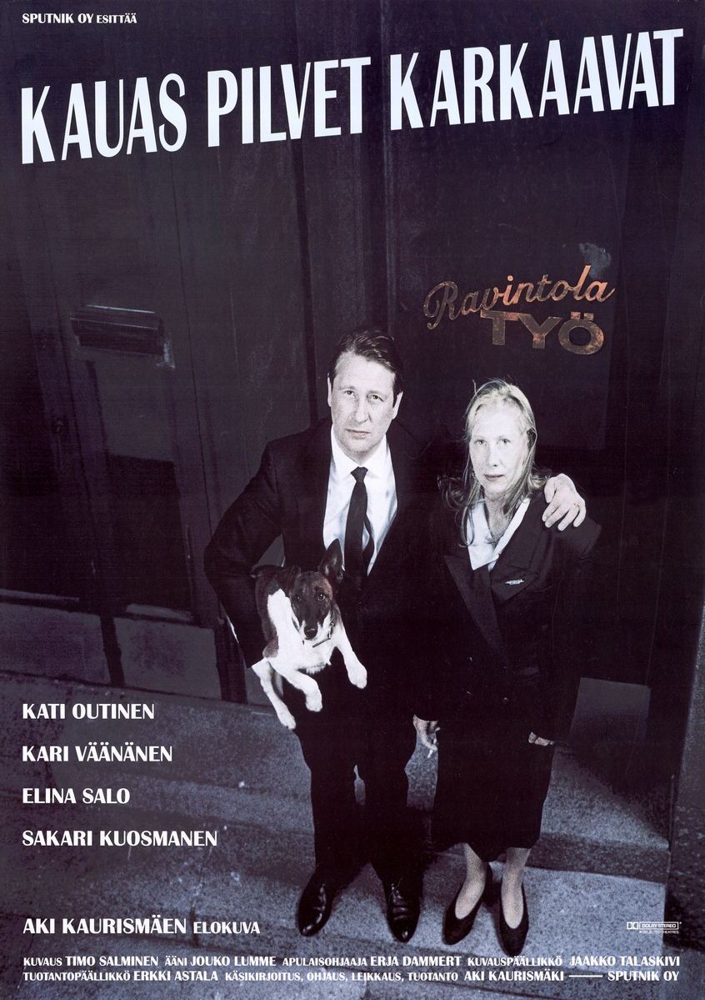 SPUTNIK OY ESITTÄÄ
KAUAS PILVET KARKAAVAT
Ravintola
TYÖ
KATI OUTINEN
KARI VÄÄNÄNEN
ELINA SALO
SAKARI KUOSMANEN
AKI KAURISMÄEN ELOKUVA
DOLBY STEREO
IN SELECTED THEATRES
KUVAUS TIMO SALMINEN ÄÄNI JOUKO LUMME APULAISOHJAAJA ERJA DAMMERT KUVAUSPÄÄLLIKKÖ JAAKKO TALASKIVI
TUOTANTOPÄÄLLIKKÖ ERKKI ASTALA KÄSIKIRJOITUS, OHJAUS, LEIKKAUS, TUOTANTO AKI KAURISMÄKI —— SPUTNIK OY